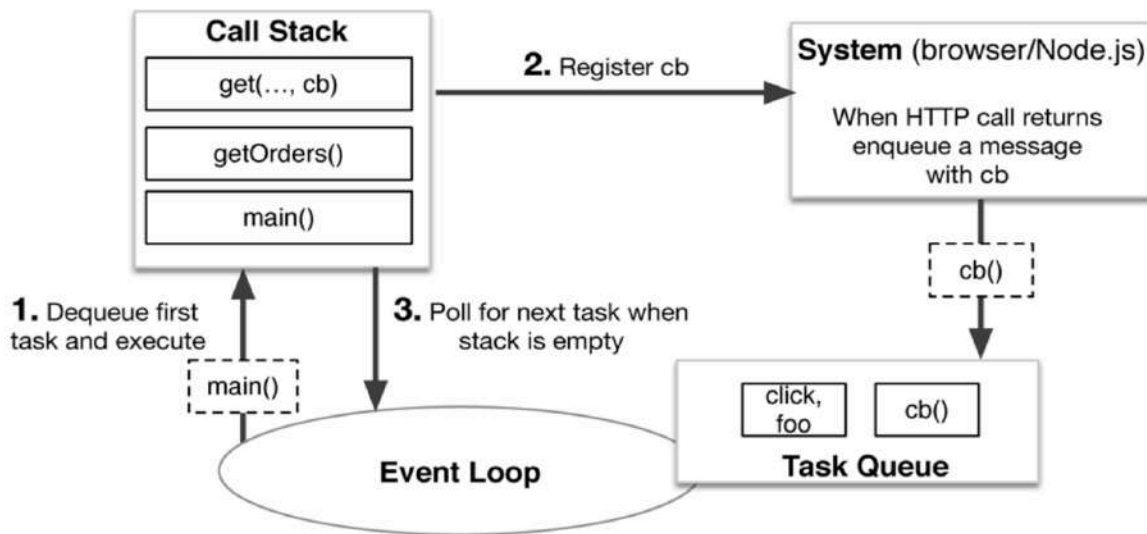 Call Stack
get(..., cb)
getOrders()
main()
2. Register cb
System (browser/Node.js)
When HTTP call returns
enqueue a message
with cb
cb()
1. Dequeue first
task and execute
main()
3. Poll for next task when
stack is empty
click,
foo
cb()
Task Queue
Event Loop